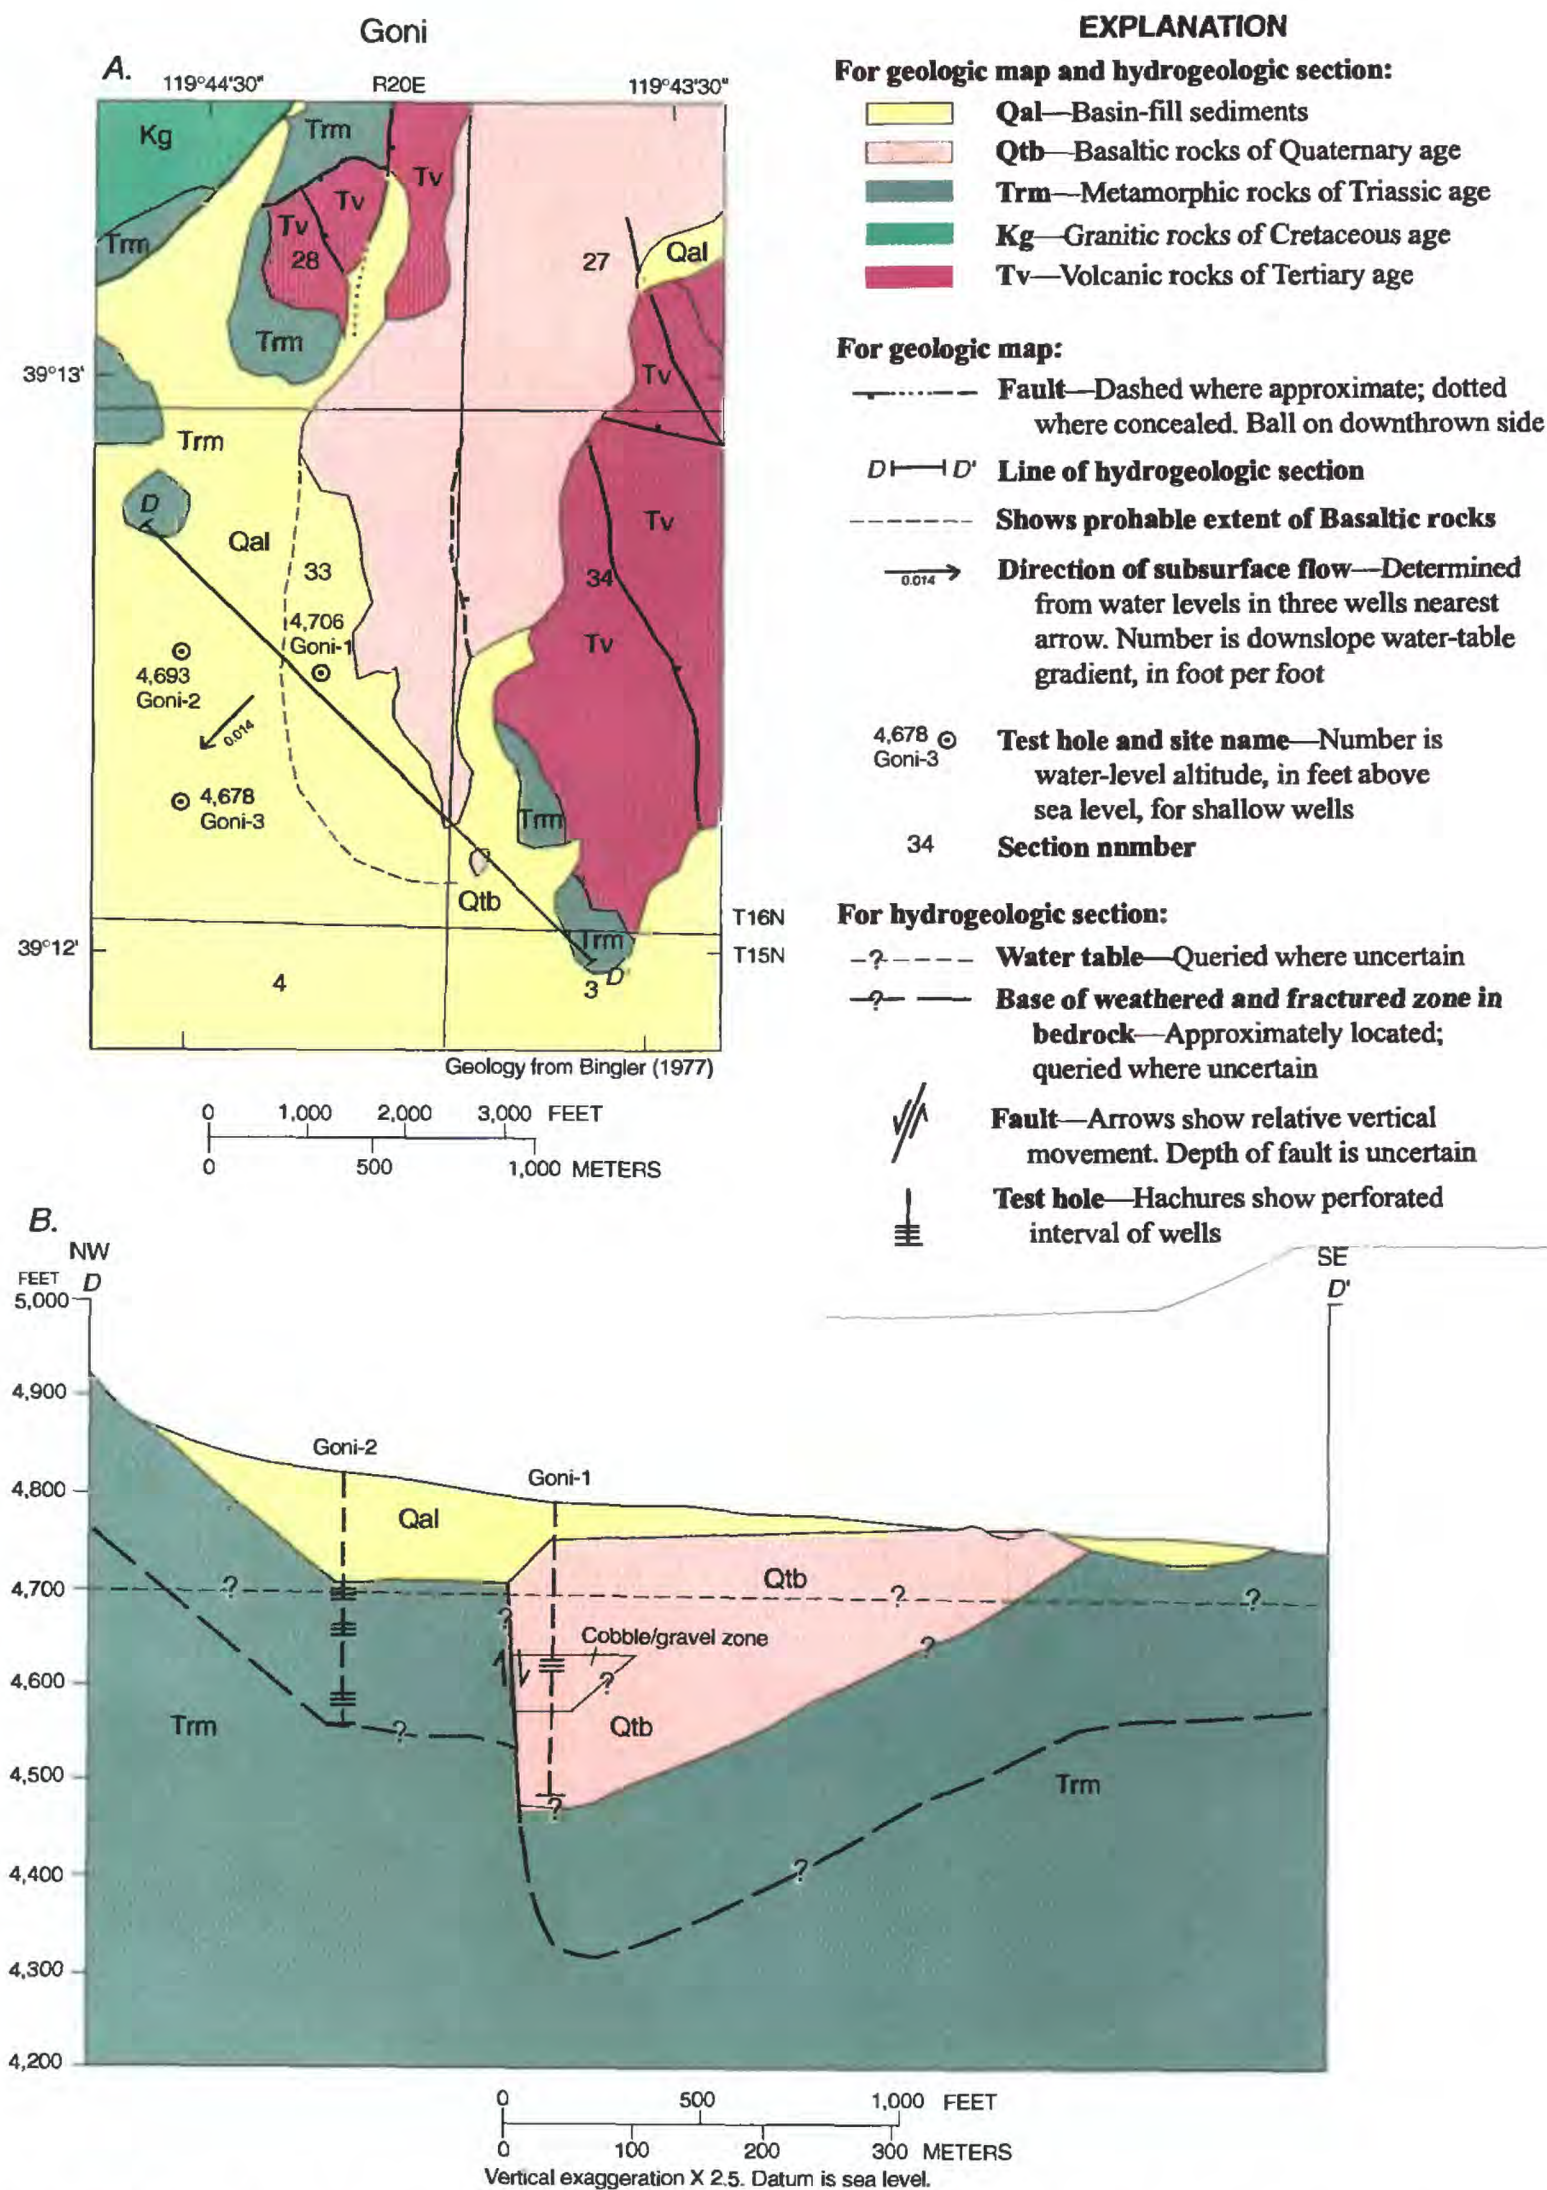 Goni
A.
119°44'30"
R20E
119°43'30"
Kg
Trm
Tv
Tv
Tv
28
27
Qal
Trm
Trm
39°13'
Tv
Trm
D
Qal
33
Tv
34
4,706
Goni-1
Tv
4,693
Goni-2
0.014
4,678
Goni-3
Trm
Qtb
T16N
39°12'
Trm
T15N
4
3
D'
Geology from Bingler (1977)
0 1,000 2,000 3,000 FEET
0 500 1,000 METERS
EXPLANATION
For geologic map and hydrogeologic section:
Qal—Basin-fill sediments
Qtb—Basaltic rocks of Quaternary age
Trm—Metamorphic rocks of Triassic age
Kg—Granitic rocks of Cretaceous age
Tv—Volcanic rocks of Tertiary age
For geologic map:
Fault—Dashed where approximate; dotted
where concealed. Ball on downthrown side
D D' Line of hydrogeologic section
Shows prohable extent of Basaltic rocks
0.014 Direction of subsurface flow—Determined
from water levels in three wells nearest
arrow. Number is downslope water-table
gradient, in foot per foot
4,678
Goni-3
Test hole and site name—Number is
water-level altitude, in feet above
sea level, for shallow wells
34 Section nnmber
For hydrogeologic section:
-?---- Water table—Queried where uncertain
—?— — Base of weathered and fractured zone in
bedrock—Approximately located;
queried where uncertain
Fault—Arrows show relative vertical
movement. Depth of fault is uncertain
Test hole—Hachures show perforated
interval of wells
B.
NW
D
SE
D'
FEET
5,000
4,900
4,800
4,700
4,600
4,500
4,400
4,300
4,200
Goni-2
Goni-1
Qal
Qtb
?
?
?
?
Cobble/gravel zone
?
?
Trm
?
Qtb
?
Trm
?
0 500 1,000 FEET
0 100 200 300 METERS
Vertical exaggeration X 2.5. Datum is sea level.